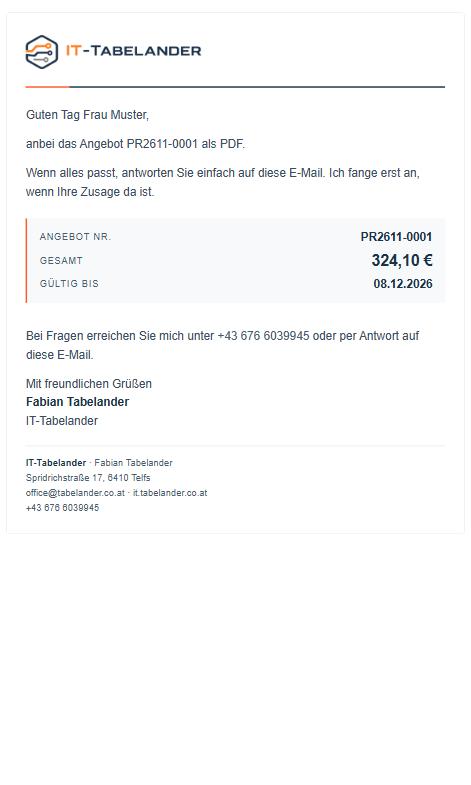 IT-TABELANDER
Guten Tag Frau Muster,
anbei das Angebot PR2611-0001 als PDF.
Wenn alles passt, antworten Sie einfach auf diese E-Mail. Ich fange erst an,
wenn Ihre Zusage da ist.
ANGEBOT NR. PR2611-0001
GESAMT 324,10 €
GÜLTIG BIS 08.12.2026
Bei Fragen erreichen Sie mich unter +43 676 6039945 oder per Antwort auf
diese E-Mail.
Mit freundlichen Grüßen
Fabian Tabelander
IT-Tabelander
IT-Tabelander · Fabian Tabelander
Spridrichstraße 17, 6410 Telfs
office@tabelander.co.at · it.tabelander.co.at
+43 676 6039945